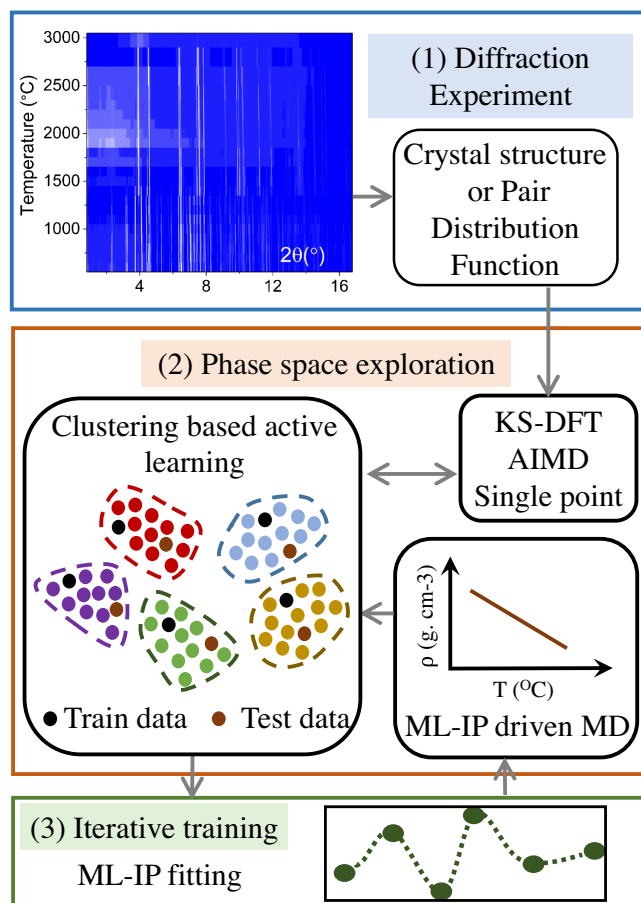 3000
2500
2000
1500
1000
Temperature (°C)
4
8
12
16
2θ(°)
(1) Diffraction
Experiment
Crystal structure
or Pair
Distribution
Function
(2) Phase space exploration
Clustering based active
learning
Train data
Test data
KS-DFT
AIMD
Single point
ρ (g. cm-3)
T (OC)
ML-IP driven MD
(3) Iterative training
ML-IP fitting